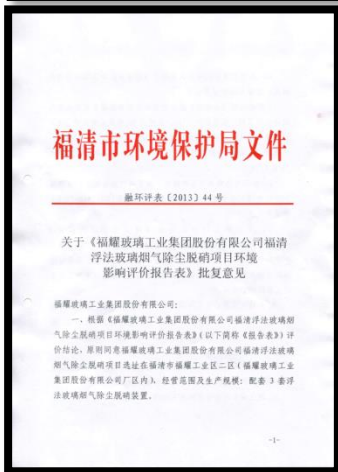 福清市环境保护局文件
融环评表〔2013〕44号
关于《福耀玻璃工业集团股份有限公司福清
浮法玻璃烟气除尘脱硝项目环境
影响评价报告表》批复意见
福耀玻璃工业集团股份有限公司:
一、根据《福耀玻璃工业集团股份有限公司福清浮法玻璃烟
气除尘脱硝项目环境影响评价报告表》(以下简称《报告表》)评
价结论,原则同意福耀玻璃工业集团股份有限公司福清浮法玻璃
烟气除尘脱硝项目选址在福清市福耀工业区二区(福耀玻璃工业
集团股份有限公司厂区内)。经营范围及生产规模:配套3套浮
法玻璃烟气除尘脱硝装置。
-1-